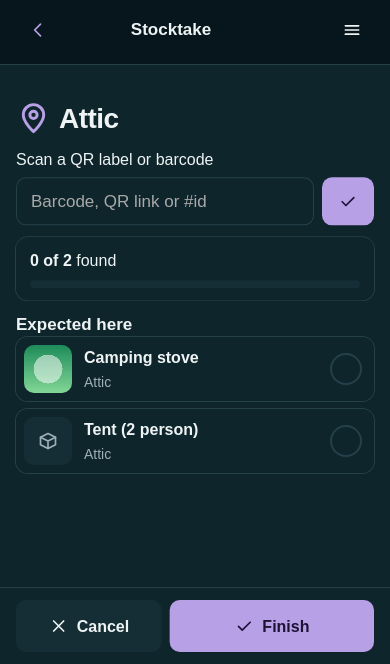 Stocktake
Attic
Scan a QR label or barcode
Barcode, QR link or #id
0 of 2 found
Expected here
Camping stove
Attic
Tent (2 person)
Attic
Cancel
Finish